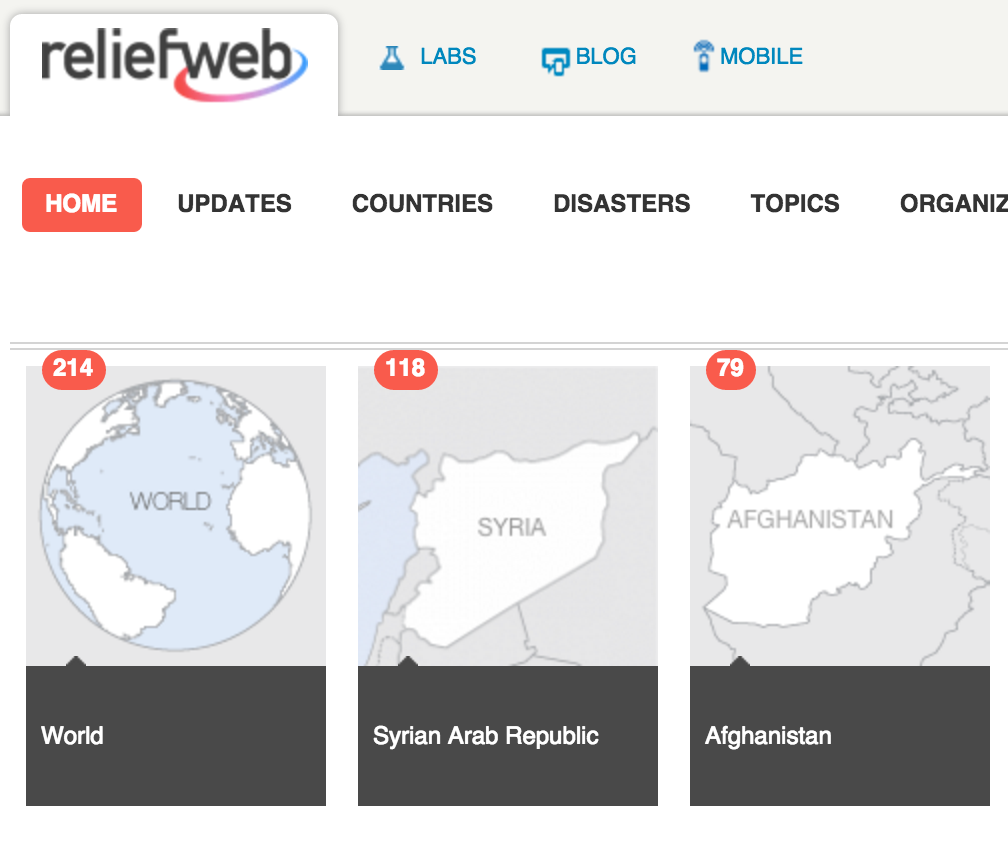 reliefweb LABS BLOG MOBILE
HOME UPDATES COUNTRIES DISASTERS TOPICS ORGANIZ
214 118 79
WORLD SYRIA AFGHANISTAN
World Syrian Arab Republic Afghanistan